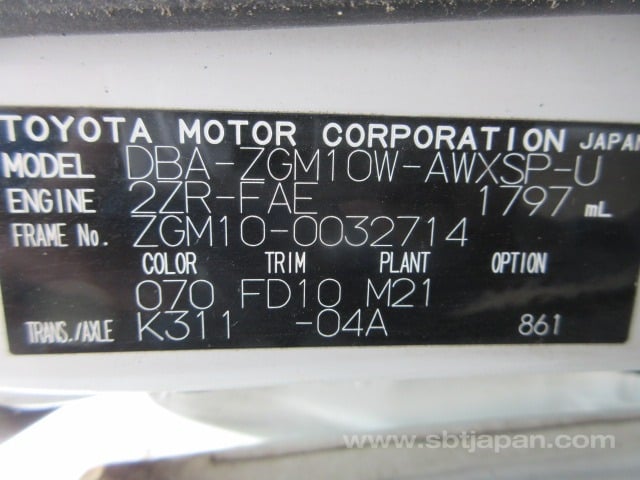 TOYOTA MOTOR CORPORATION JAPAN
MODEL DBA-ZGM10W-AWXSP-U
ENGINE 2ZR-FAE 1797 mL
FRAME No. ZGM10-0032714
COLOR TRIM PLANT OPTION
070 FD10 M21
TRANS./AXLE K311 -04A 861
www.sbtjapan.com